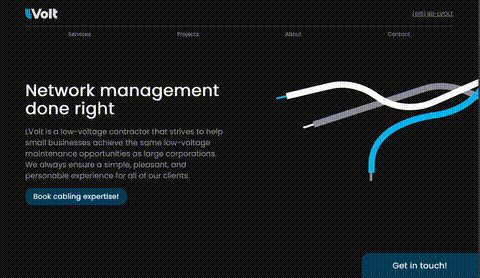 LVolt
(619) 98-LVOLT
Services Projects About Contact
Network management
done right
LVolt is a low-voltage contractor that strives to help
small businesses achieve the same low-voltage
maintenance opportunities as large corporations.
We always ensure a simple, pleasant, and
personable experience for all of our clients.
Book cabling expertise!
Get in touch!